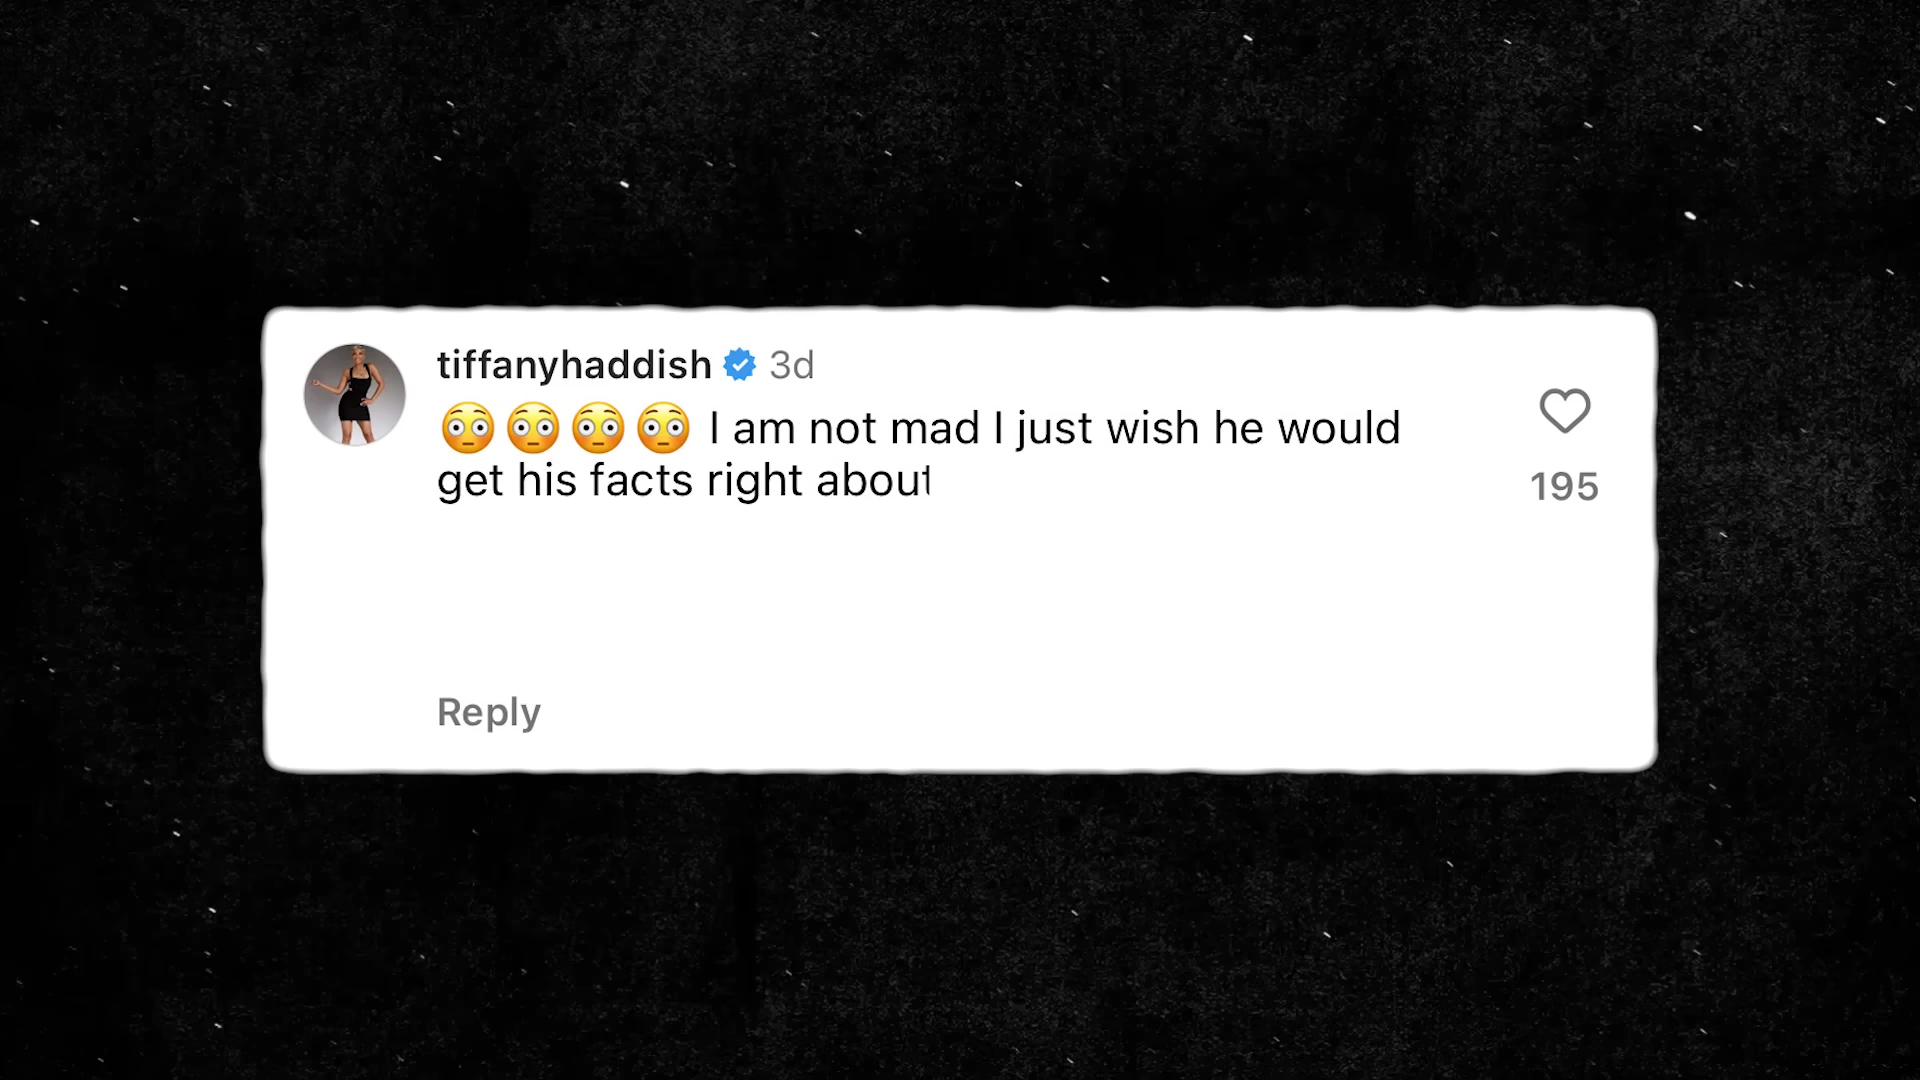 tiffanyhaddish 3d
😳😳😳😳 I am not mad I just wish he would
get his facts right about
195
Reply